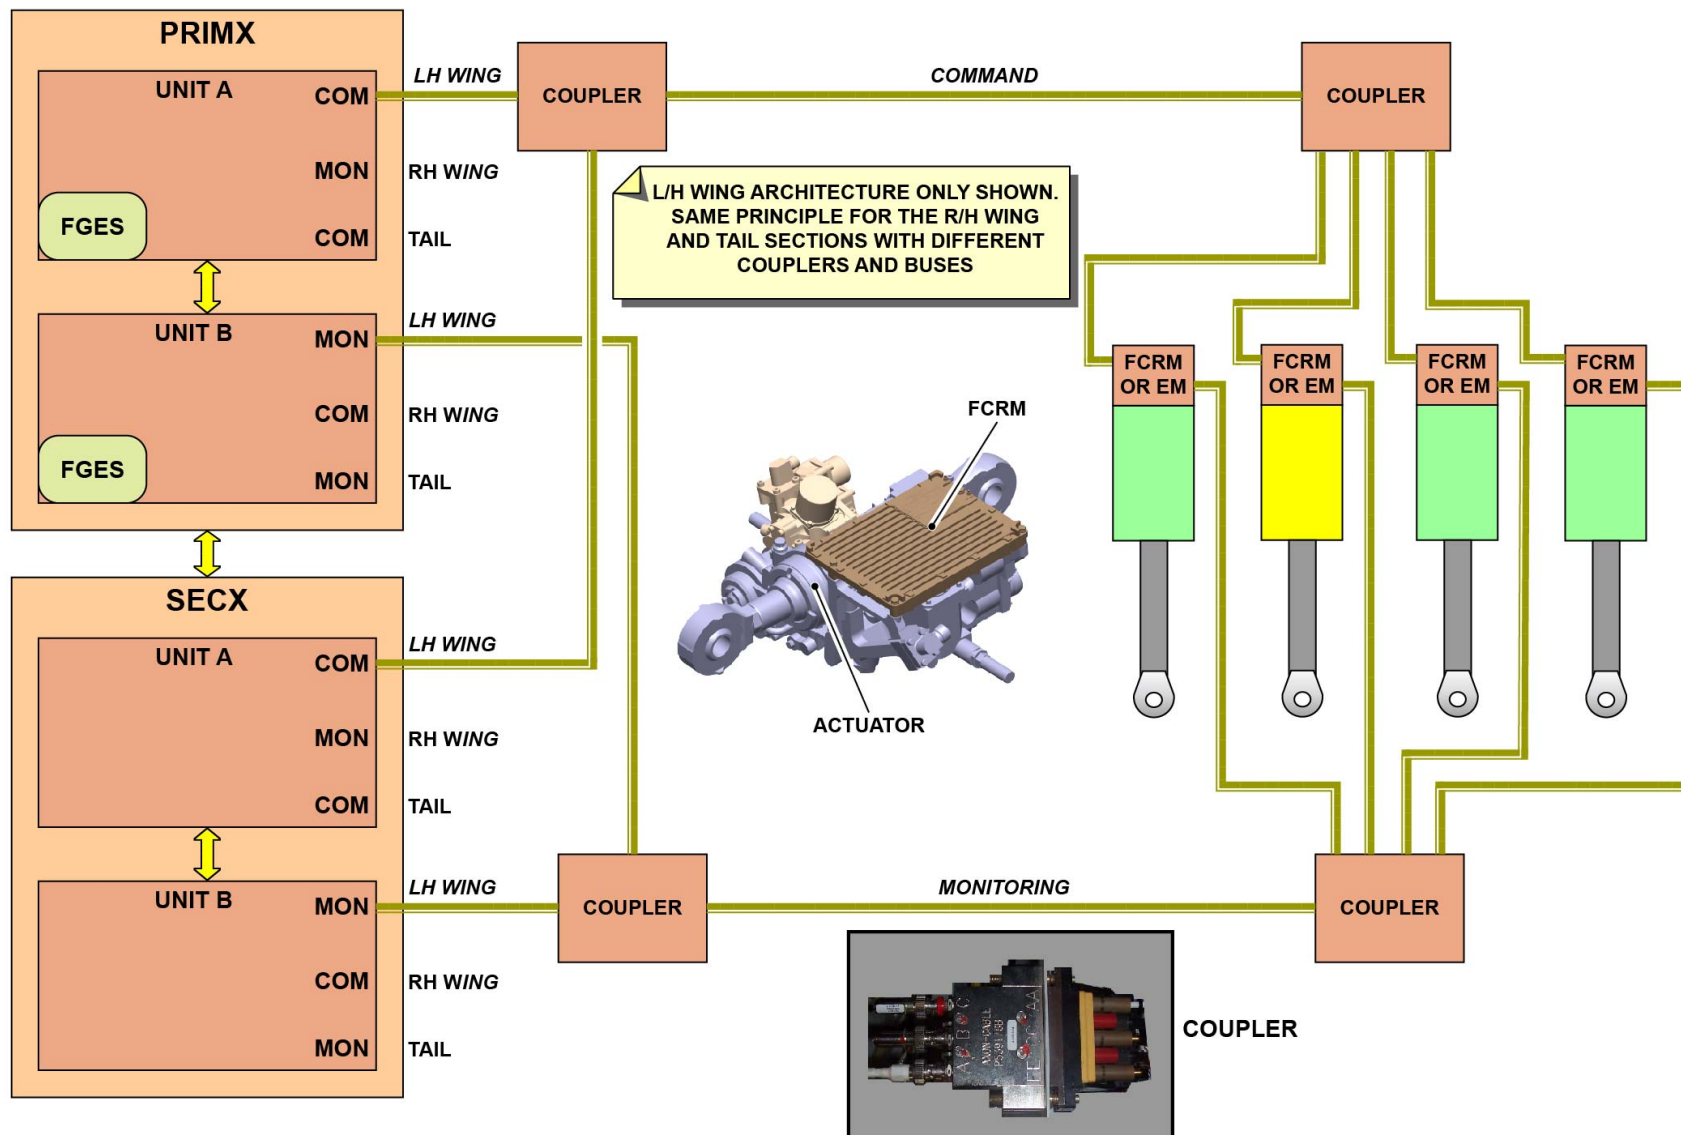 PRIMX
UNIT A
COM
MON
COM
FGES
LH WING
RH WING
TAIL
UNIT B
MON
COM
MON
FGES
LH WING
RH WING
TAIL
SECX
UNIT A
COM
MON
COM
LH WING
RH WING
TAIL
UNIT B
MON
COM
MON
LH WING
RH WING
TAIL
COUPLER
COMMAND
COUPLER
L/H WING ARCHITECTURE ONLY SHOWN.
SAME PRINCIPLE FOR THE R/H WING
AND TAIL SECTIONS WITH DIFFERENT
COUPLERS AND BUSES
FCRM
OR EM
FCRM
OR EM
FCRM
OR EM
FCRM
OR EM
FCRM
ACTUATOR
COUPLER
MONITORING
COUPLER
A B C
AXON-CABLE
COUPLER